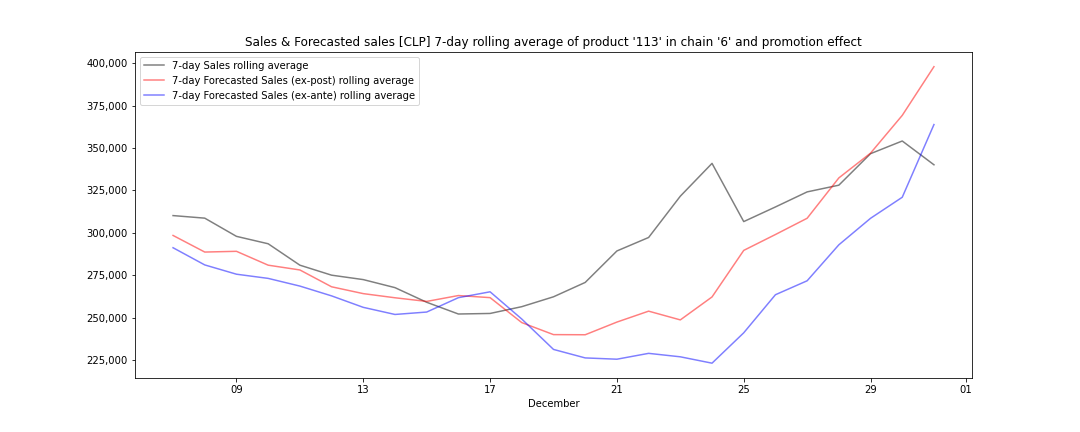 Sales & Forecasted sales [CLP] 7-day rolling average of product '113' in chain '6' and promotion effect
7-day Sales rolling average
7-day Forecasted Sales (ex-post) rolling average
7-day Forecasted Sales (ex-ante) rolling average
400,000
375,000
350,000
325,000
300,000
275,000
250,000
225,000
09 13 17 21 25 29 01
December